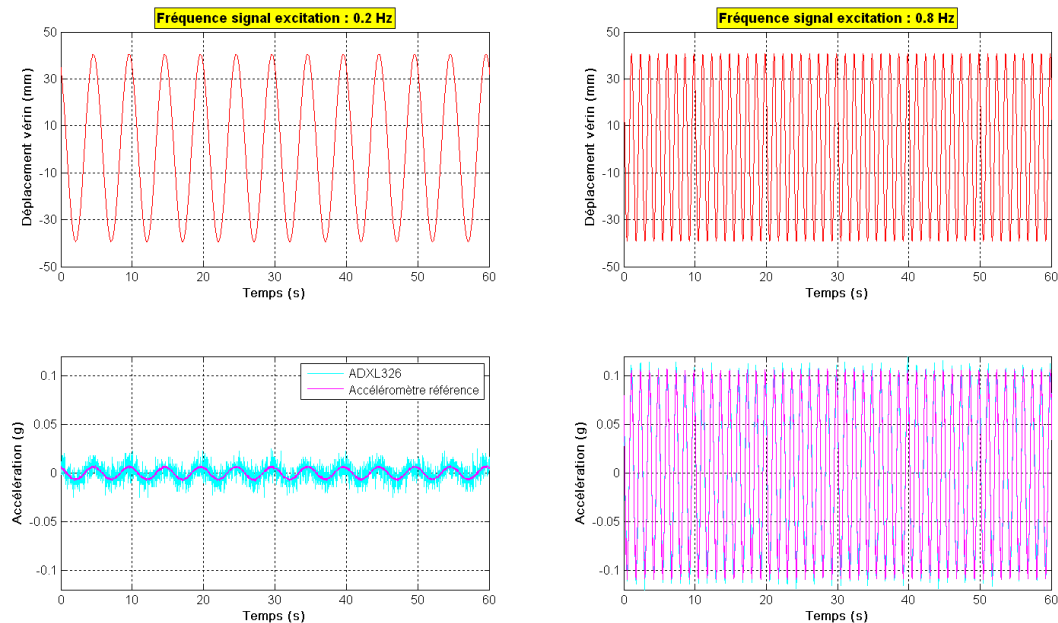 Fréquence signal excitation : 0.2 Hz
50
30
10
-10
-30
-50
Déplacement vérin (mm)
0 10 20 30 40 50 60
Temps (s)
Fréquence signal excitation : 0.8 Hz
50
30
10
-10
-30
-50
Déplacement vérin (mm)
0 10 20 30 40 50 60
Temps (s)
ADXL326
Accéléromètre référence
0.1
0.05
0
-0.05
-0.1
Accélération (g)
0 10 20 30 40 50 60
Temps (s)
0.1
0.05
0
-0.05
-0.1
Accélération (g)
0 10 20 30 40 50 60
Temps (s)